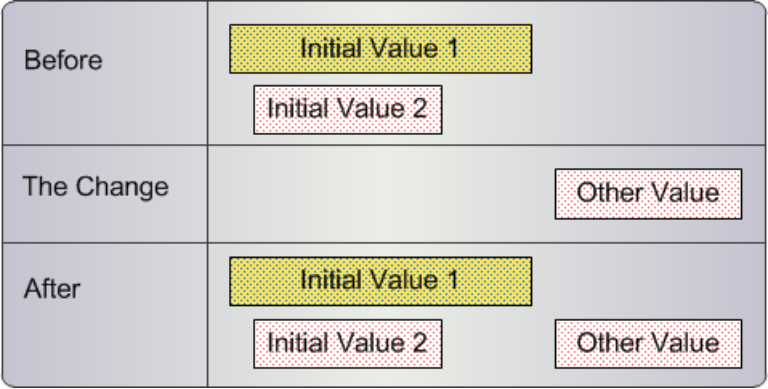 Before
Initial Value 1
Initial Value 2
The Change
Other Value
After
Initial Value 1
Initial Value 2 Other Value